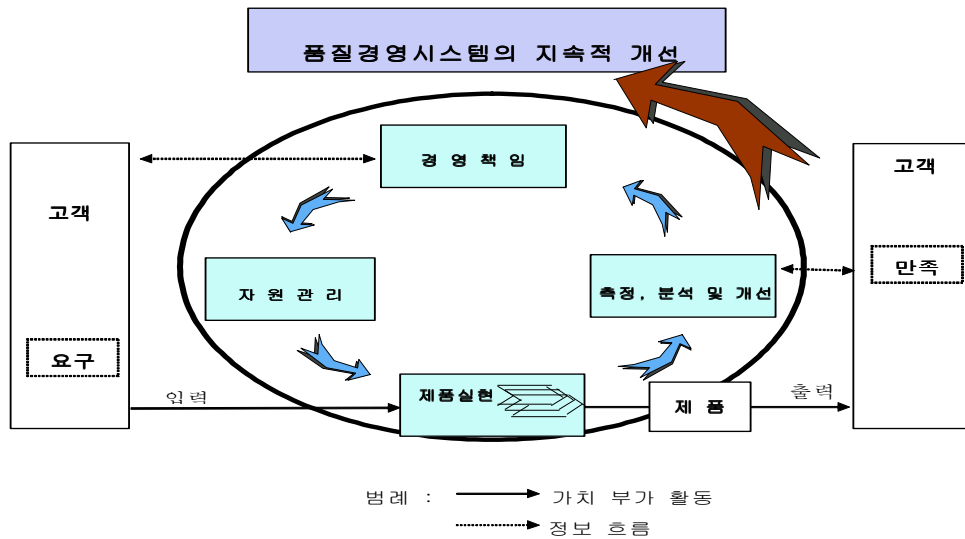 품질경영시스템의 지속적 개선
경 영 책 임
고객
고객
만족
자 원 관 리
측정, 분석 및 개선
요구
입력
제품실현
제 품
출력
범례 :
가치 부가 활동
정보 흐름